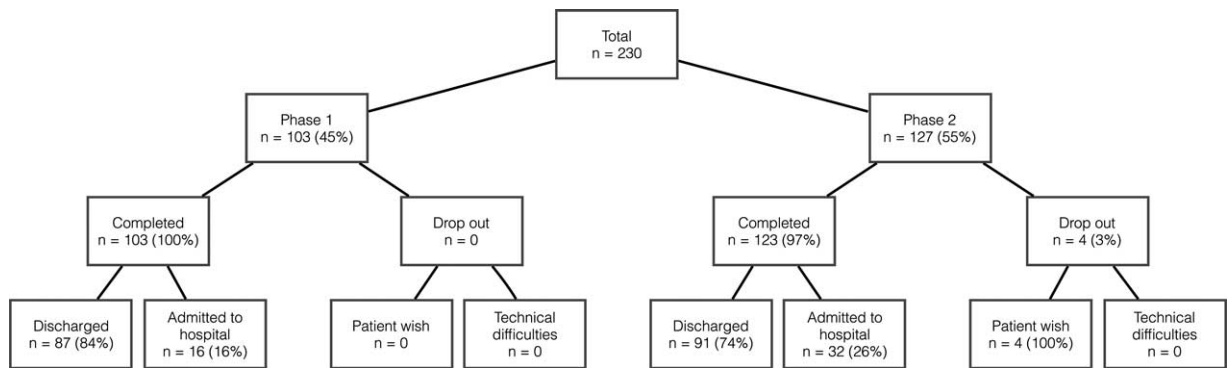 Total
n = 230
Phase 1
n = 103 (45%)
Phase 2
n = 127 (55%)
Completed
n = 103 (100%)
Drop out
n = 0
Completed
n = 123 (97%)
Drop out
n = 4 (3%)
Discharged
n = 87 (84%)
Admitted to
hospital
n = 16 (16%)
Patient wish
n = 0
Technical
difficulties
n = 0
Discharged
n = 91 (74%)
Admitted to
hospital
n = 32 (26%)
Patient wish
n = 4 (100%)
Technical
difficulties
n = 0